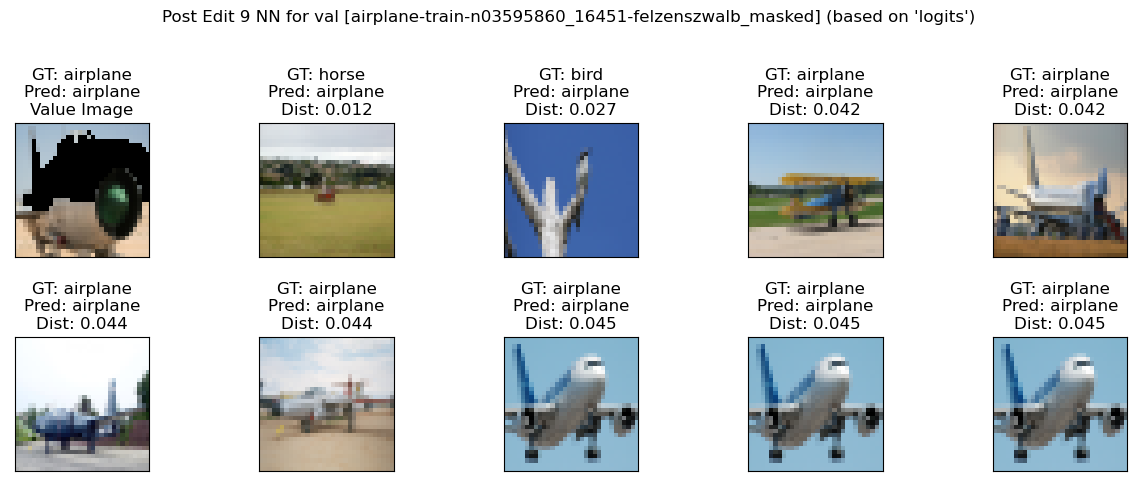 Post Edit 9 NN for val [airplane-train-n03595860_16451-felzenszwalb_masked] (based on 'logits')
GT: airplane
Pred: airplane
Value Image
GT: horse
Pred: airplane
Dist: 0.012
GT: bird
Pred: airplane
Dist: 0.027
GT: airplane
Pred: airplane
Dist: 0.042
GT: airplane
Pred: airplane
Dist: 0.042
GT: airplane
Pred: airplane
Dist: 0.044
GT: airplane
Pred: airplane
Dist: 0.044
GT: airplane
Pred: airplane
Dist: 0.045
GT: airplane
Pred: airplane
Dist: 0.045
GT: airplane
Pred: airplane
Dist: 0.045